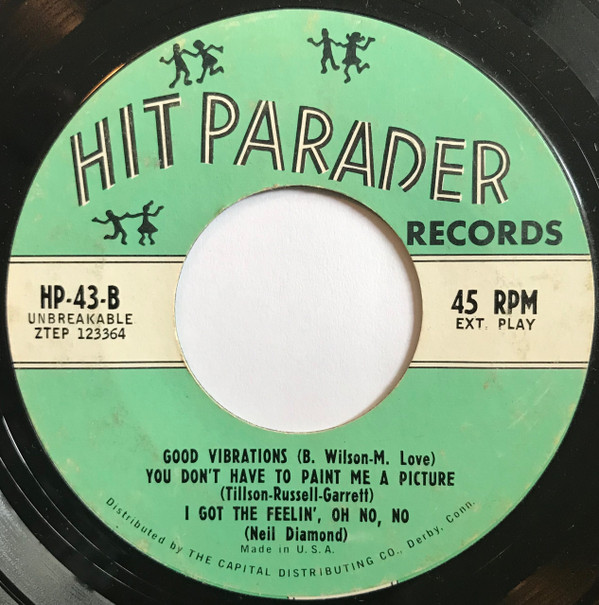 HIT PARADER
RECORDS
HP-43-B
UNBREAKABLE
ZTEP 123364
45 RPM
EXT. PLAY
GOOD VIBRATIONS (B. Wilson-M. Love)
YOU DON'T HAVE TO PAINT ME A PICTURE
(Tillson-Russell-Garrett)
I GOT THE FEELIN', OH NO, NO
(Neil Diamond)
Made in U.S.A.
Distributed by THE CAPITAL DISTRIBUTING CO., Derby, Conn.